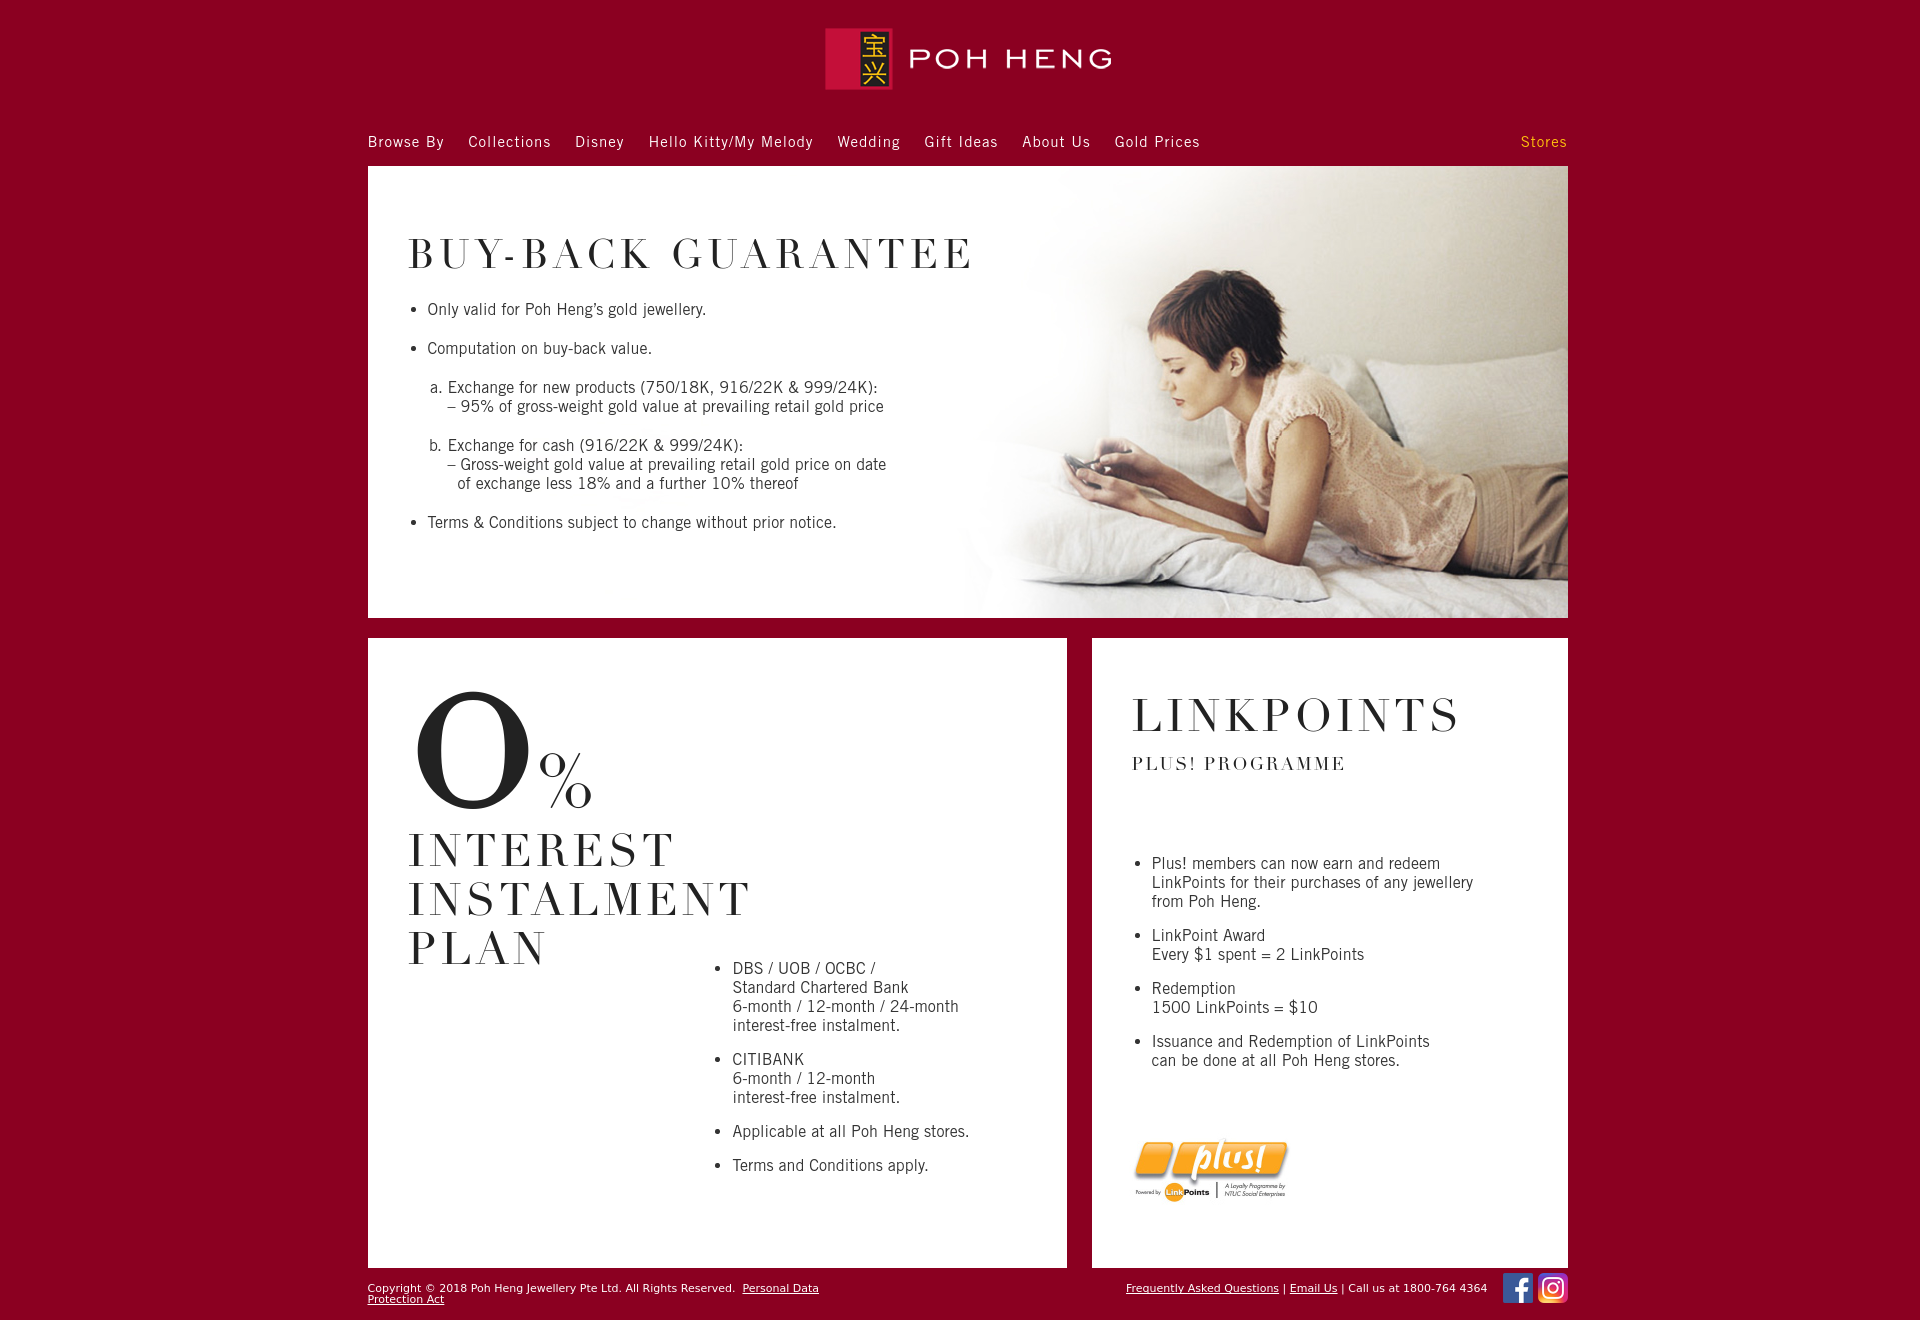 宝兴
POH HENG
Browse By Collections Disney Hello Kitty/My Melody Wedding Gift Ideas About Us Gold Prices Stores
BUY-BACK GUARANTEE
• Only valid for Poh Heng’s gold jewellery.
• Computation on buy-back value.
a. Exchange for new products (750/18K, 916/22K & 999/24K):
– 95% of gross-weight gold value at prevailing retail gold price
b. Exchange for cash (916/22K & 999/24K):
– Gross-weight gold value at prevailing retail gold price on date
of exchange less 18% and a further 10% thereof
• Terms & Conditions subject to change without prior notice.
0%
INTEREST
INSTALMENT
PLAN
• DBS / UOB / OCBC /
Standard Chartered Bank
6-month / 12-month / 24-month
interest-free instalment.
• CITIBANK
6-month / 12-month
interest-free instalment.
• Applicable at all Poh Heng stores.
• Terms and Conditions apply.
LINKPOINTS
PLUS! PROGRAMME
• Plus! members can now earn and redeem
LinkPoints for their purchases of any jewellery
from Poh Heng.
• LinkPoint Award
Every $1 spent = 2 LinkPoints
• Redemption
1500 LinkPoints = $10
• Issuance and Redemption of LinkPoints
can be done at all Poh Heng stores.
plus!
Powered by LinkPoints
A Loyalty Programme by
NTUC Social Enterprises
Copyright © 2018 Poh Heng Jewellery Pte Ltd. All Rights Reserved. Personal Data
Protection Act
Frequently Asked Questions | Email Us | Call us at 1800-764 4364